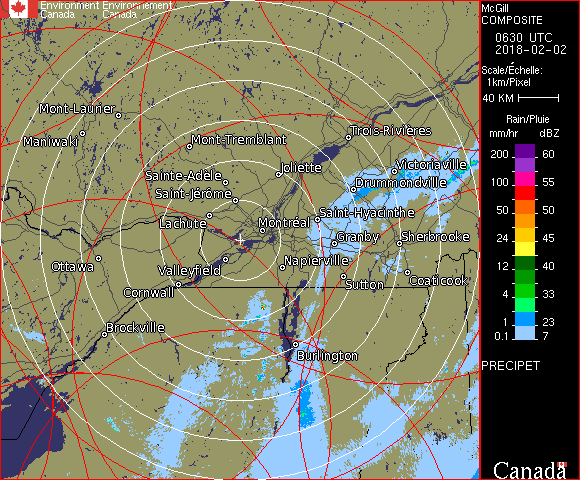 Environment Environnement
Canada Canada
Mont-Laurier
Maniwaki
Mont-Tremblant
Trois-Rivières
Joliette
Victoriaville
Sainte-Adèle
Drummondville
Saint-Jérôme
Saint-Hyacinthe
Lachute
Montréal
Granby
Sherbrooke
Ottawa
Valleyfield
Napierville
Cornwall
Sutton
Coaticook
Brockville
Burlington
McGill
COMPOSITE
0630 UTC
2018-02-02
Scale/Échelle:
1km/Pixel
40 KM
Rain/Pluie
mm/hr dBZ
200 60
100 55
50 50
24 45
12 40
4 33
2 23
0.1 7
PRECIPET
Canada